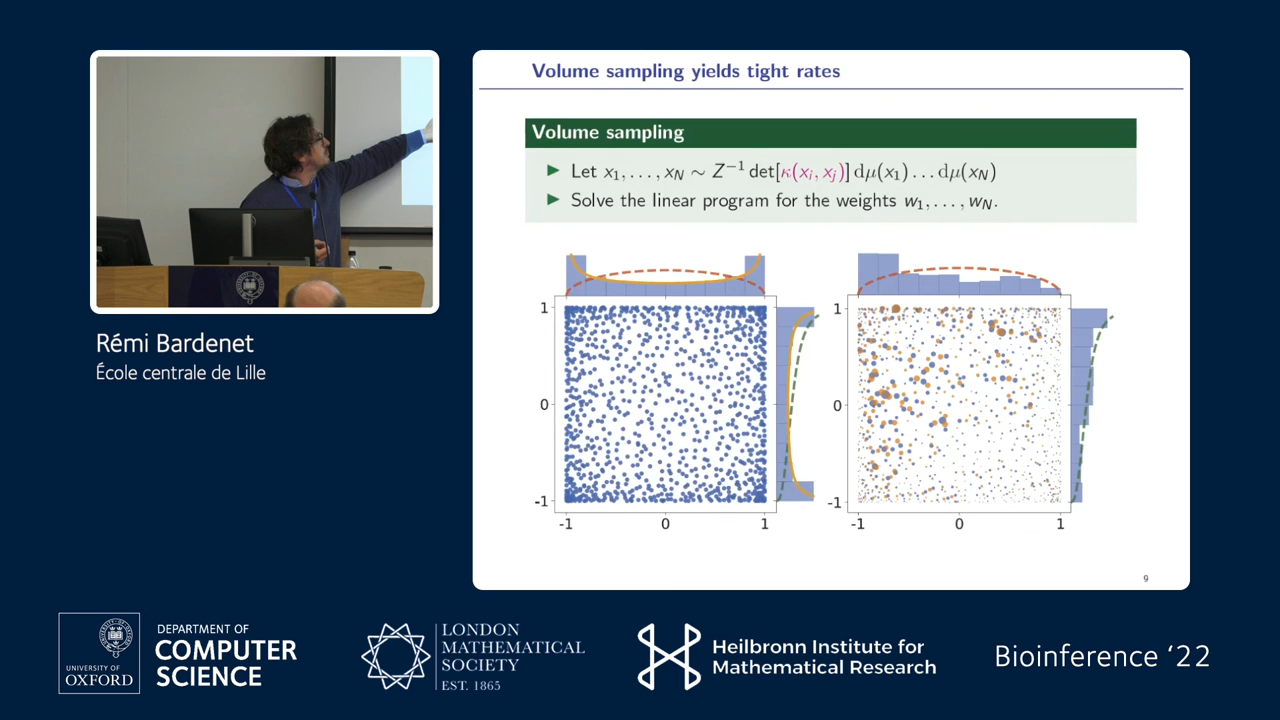 Volume sampling yields tight rates
Volume sampling
Let x₁, . . . , x_N ∼ Z⁻¹ det[κ(xᵢ, xⱼ)] dμ(x₁) . . . dμ(x_N)
Solve the linear program for the weights w₁, . . . , w_N.
1
0
-1
-1
0
1
1
0
-1
-1
0
1
9
Rémi Bardenet
École centrale de Lille
UNIVERSITY OF
OXFORD
DEPARTMENT OF
COMPUTER
SCIENCE
LONDON
MATHEMATICAL
SOCIETY
EST. 1865
Heilbronn Institute for
Mathematical Research
Bioinference ‘22